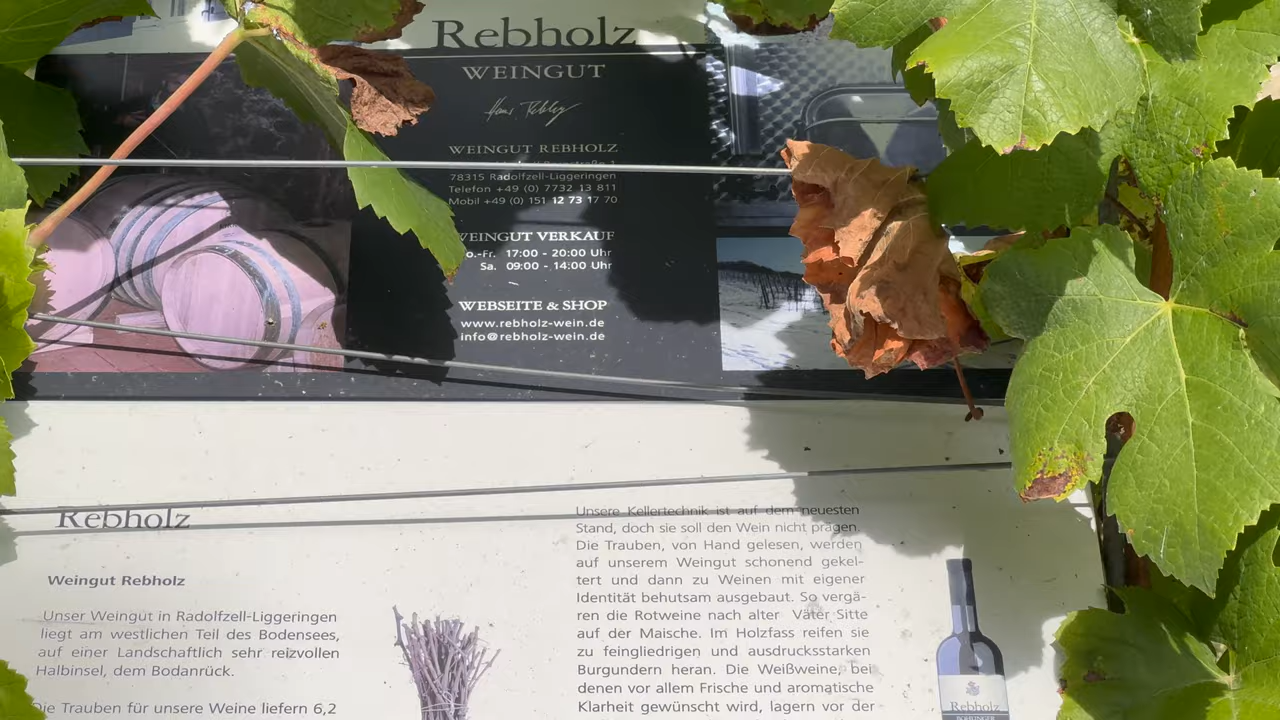 Rebholz
WEINGUT
WEINGUT REBHOLZ
78315 Radolfzell-Liggeringen
Telefon +49 (0) 7732 13 811
Mobil +49 (0) 151 12 73 17 70
WEINGUT VERKAUF
o.-Fr. 17:00 - 20:00 Uhr
Sa. 09:00 - 14:00 Uhr
WEBSEITE & SHOP
www.rebholz-wein.de
info@rebholz-wein.de
Rebholz
Weingut Rebholz
Unser Weingut in Radolfzell-Liggeringen
liegt am westlichen Teil des Bodensees,
auf einer Landschaftlich sehr reizvollen
Halbinsel, dem Bodanrück.
Die Trauben für unsere Weine liefern 6,2
Unsere Kellertechnik ist auf dem neuesten
Stand, doch sie soll den Wein nicht prägen.
Die Trauben, von Hand gelesen, werden
auf unserem Weingut schonend gekel-
tert und dann zu Weinen mit eigener
Identität behutsam ausgebaut. So vergä-
ren die Rotweine nach alter Väter Sitte
auf der Maische. Im Holzfass reifen sie
zu feingliedrigen und ausdrucksstarken
Burgundern heran. Die Weißweine, bei
denen vor allem Frische und aromatische
Klarheit gewünscht wird, lagern vor der
Rebholz